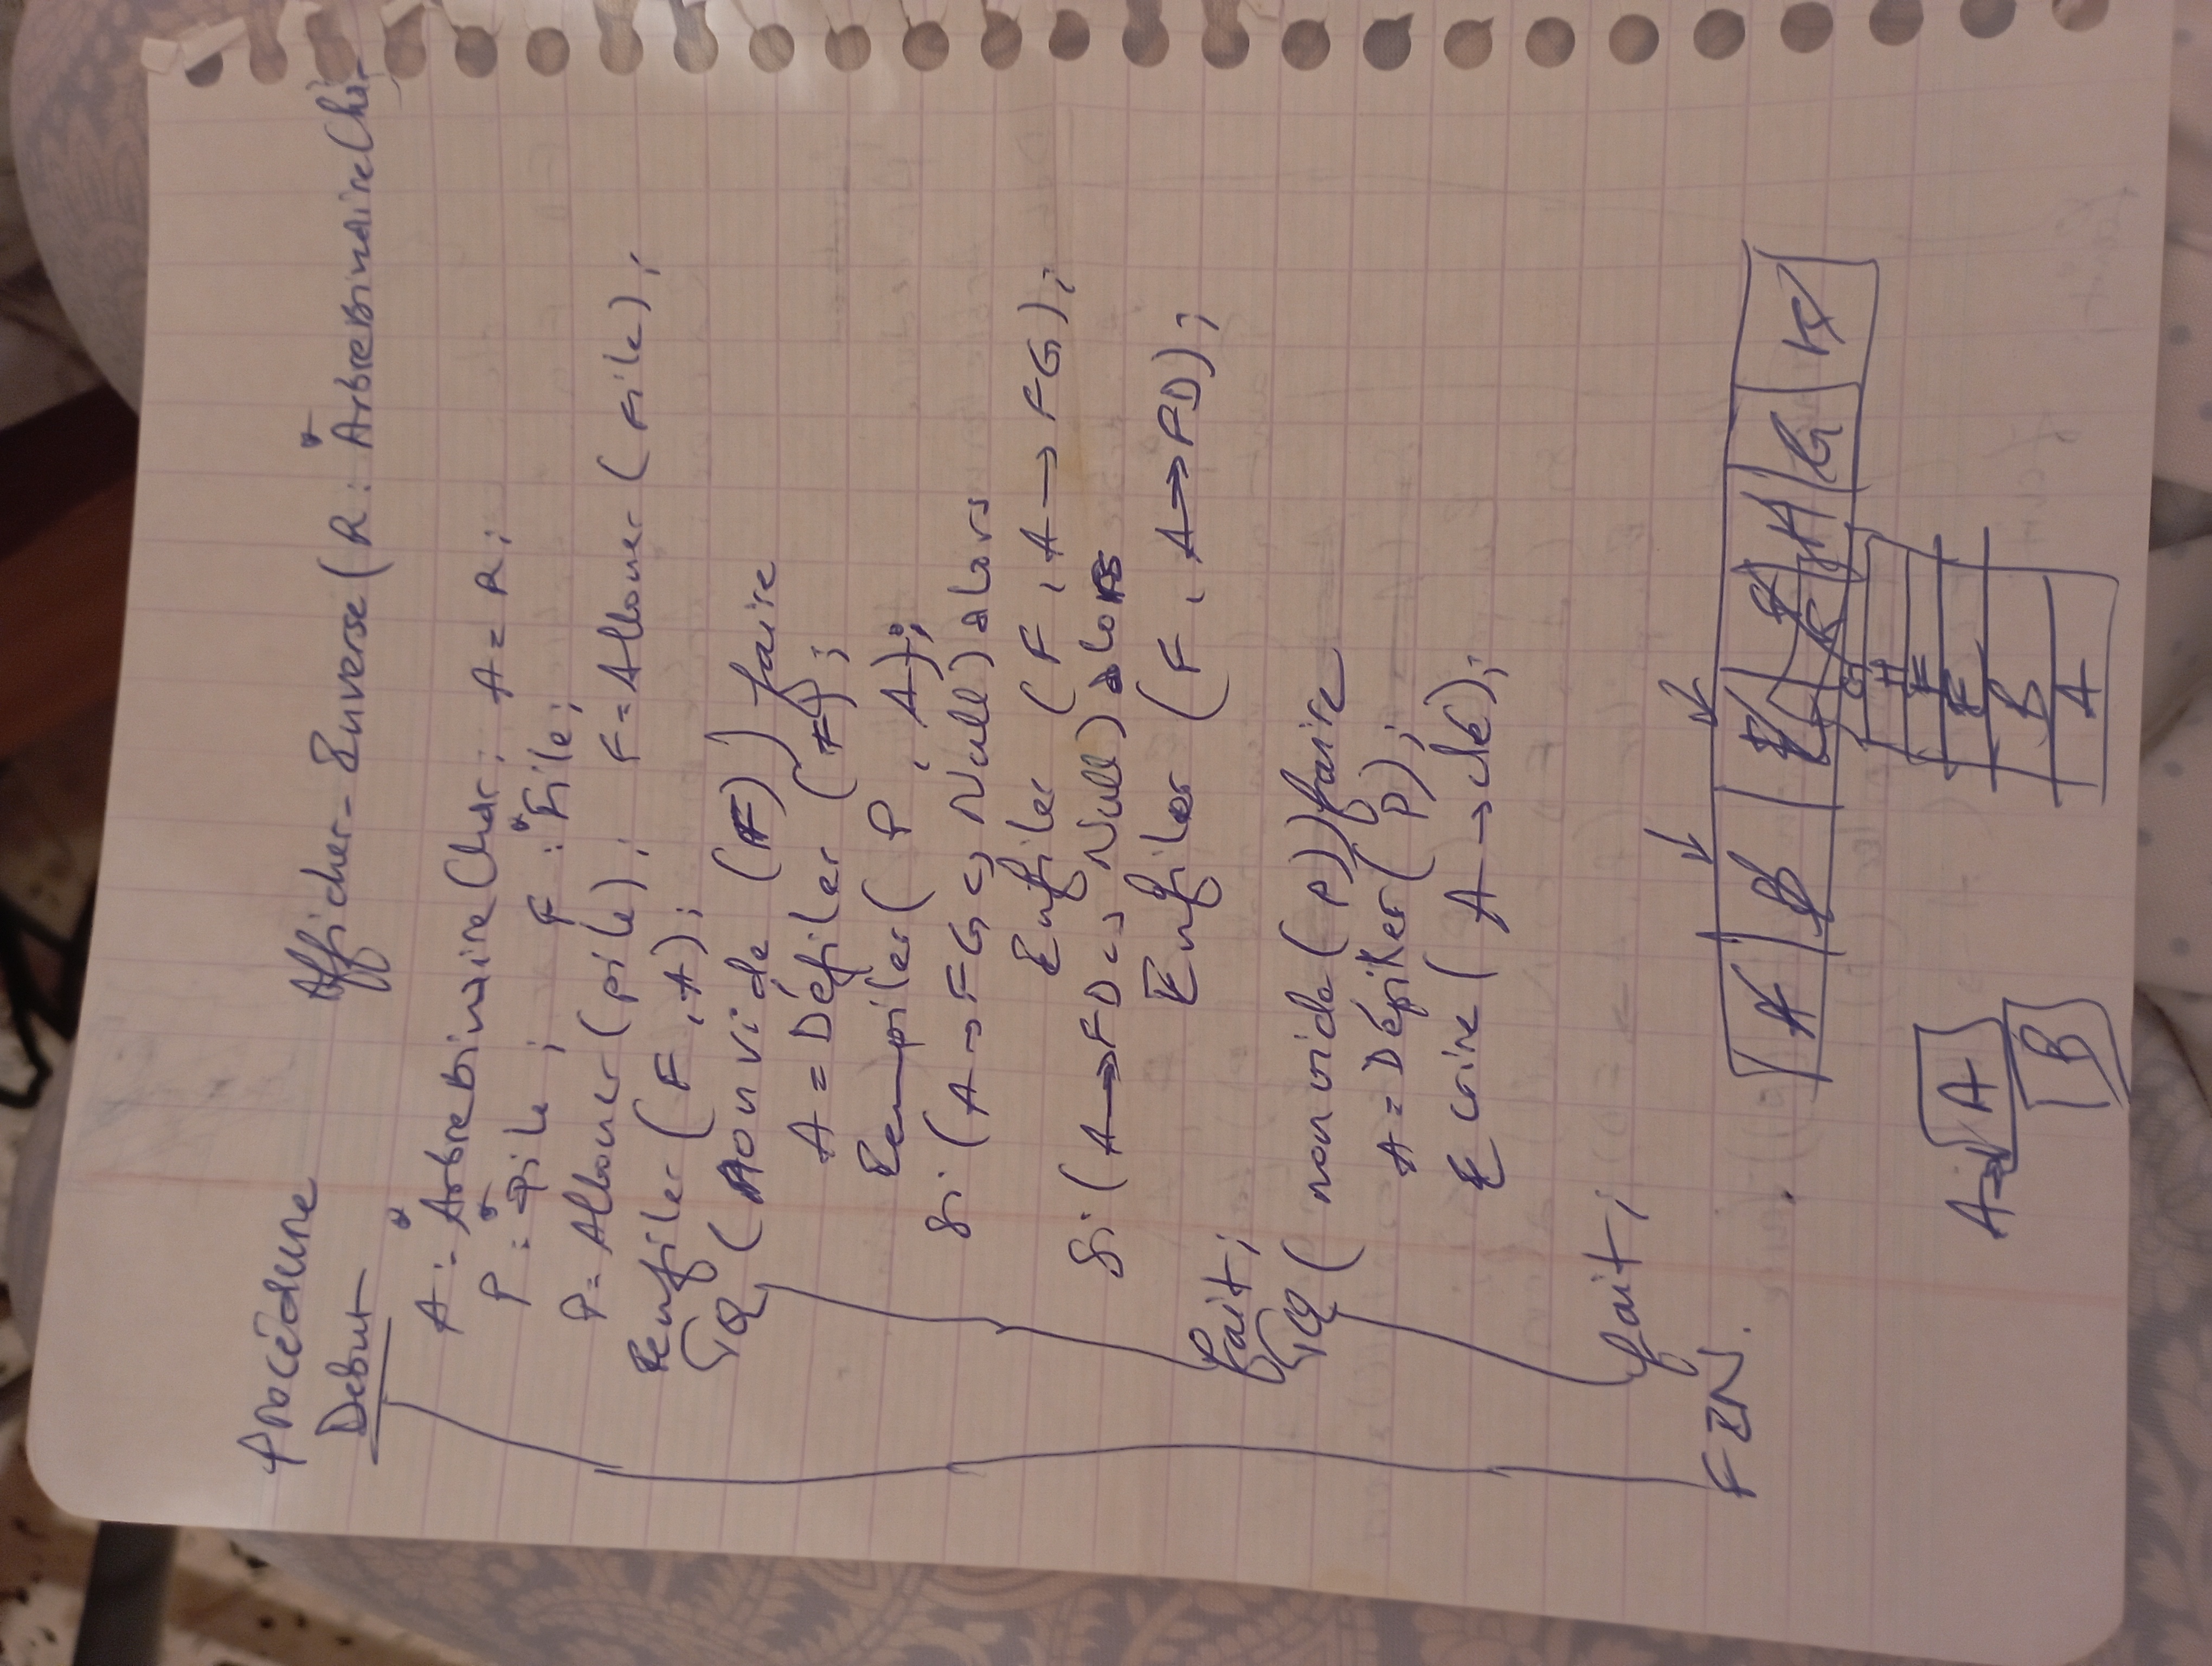 Procédure Afficher-Inverse(R: *ArbreBinaireChar
Debut
A: *ArbrebinaireChar; A = R;
P: *Pile; F: *File;
P = Allouer(pile); F = Allouer(File);
Renfiler(F, A);
TQ (Non vide (F)) faire
A = Défiler (F);
Rempiler(P, A);
Si (A → FG <> Null) alors
Enfiler (F, A → FG);
Si (A → FD <> Null) alors
Enfiler (F, A → FD);
fait;
TQ (non vide(P)) faire
A = Dépiler(P);
Ecrire(A → clé);
fait;
FIN.
A B E H G K
A → A
B
K
G
H
F
E
B
A